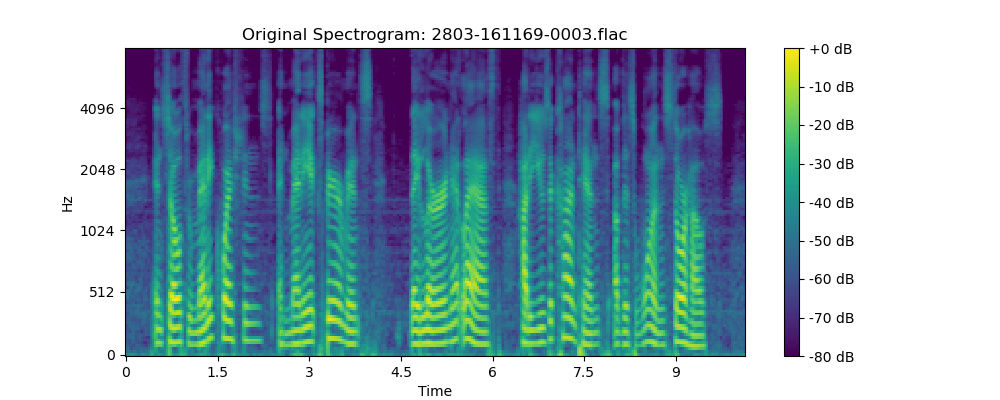 Original Spectrogram: 2803-161169-0003.flac
Hz
4096
2048
1024
512
0
0 1.5 3 4.5 6 7.5 9
Time
+0 dB
-10 dB
-20 dB
-30 dB
-40 dB
-50 dB
-60 dB
-70 dB
-80 dB